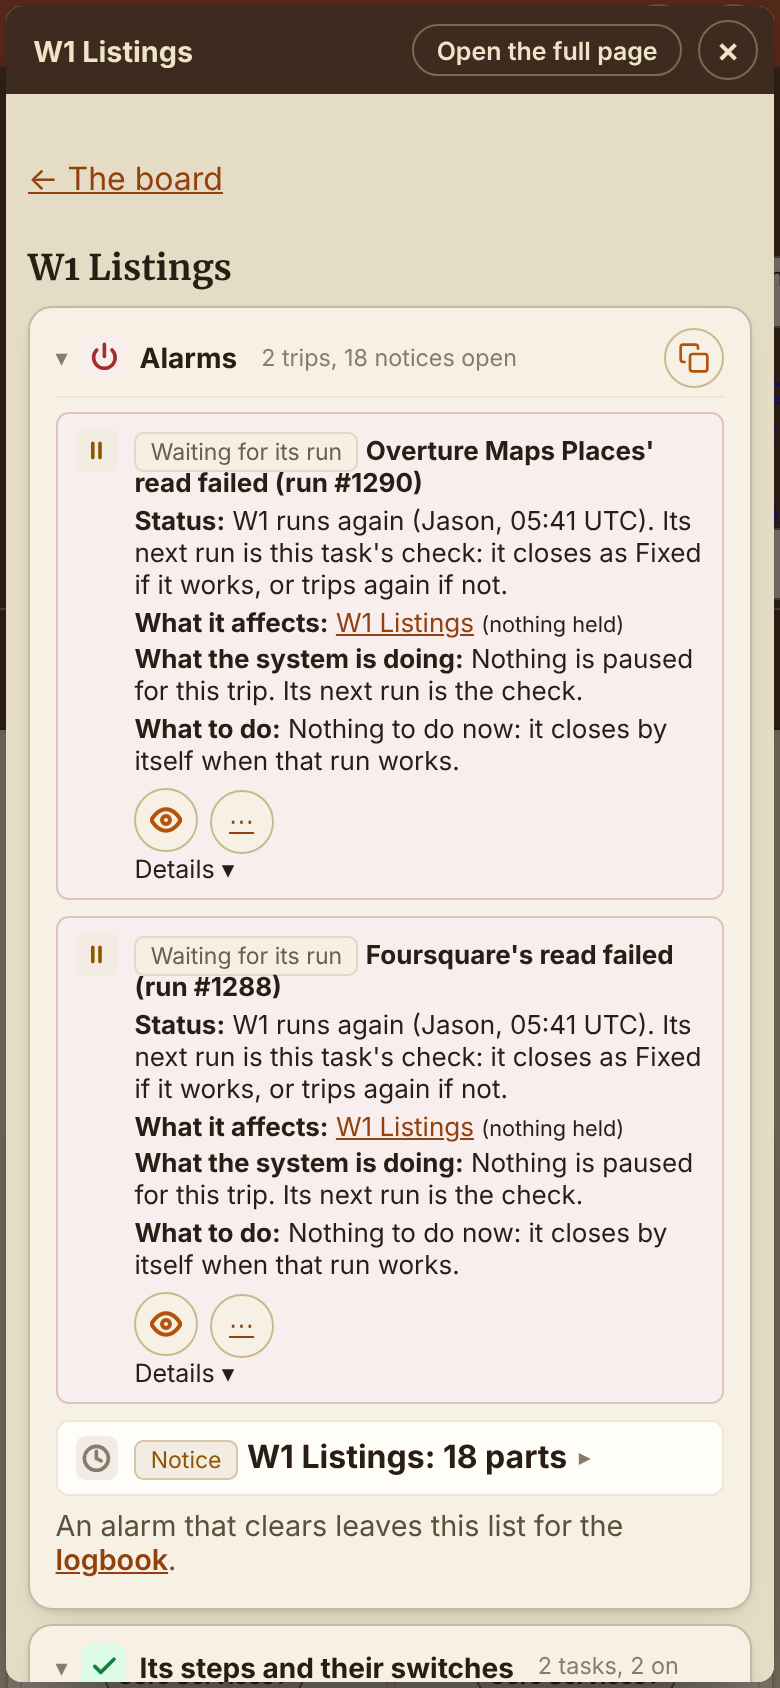 W1 Listings
Open the full page
×
← The board
W1 Listings
▾ Alarms 2 trips, 18 notices open
Waiting for its run Overture Maps Places'
read failed (run #1290)
Status: W1 runs again (Jason, 05:41 UTC). Its
next run is this task's check: it closes as Fixed
if it works, or trips again if not.
What it affects: W1 Listings (nothing held)
What the system is doing: Nothing is paused
for this trip. Its next run is the check.
What to do: Nothing to do now: it closes by
itself when that run works.
...
Details ▾
Waiting for its run Foursquare's read failed
(run #1288)
Status: W1 runs again (Jason, 05:41 UTC). Its
next run is this task's check: it closes as Fixed
if it works, or trips again if not.
What it affects: W1 Listings (nothing held)
What the system is doing: Nothing is paused
for this trip. Its next run is the check.
What to do: Nothing to do now: it closes by
itself when that run works.
...
Details ▾
Notice W1 Listings: 18 parts ▸
An alarm that clears leaves this list for the
logbook.
▾ Its steps and their switches 2 tasks, 2 on